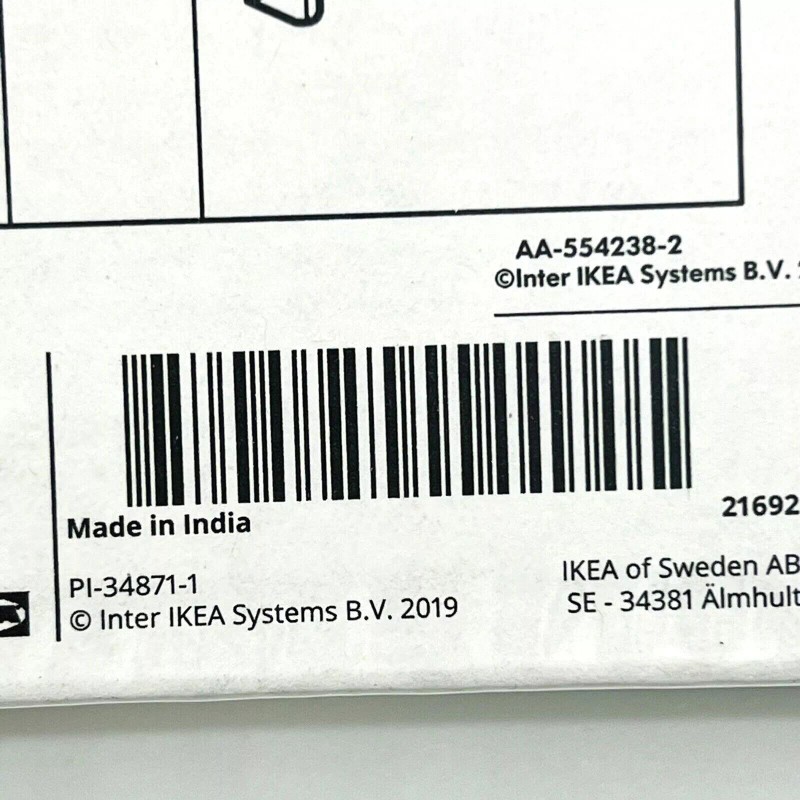 AA-554238-2
©Inter IKEA Systems B.V.
Made in India
21692
PI-34871-1
© Inter IKEA Systems B.V. 2019
IKEA of Sweden AB
SE - 34381 Älmhult